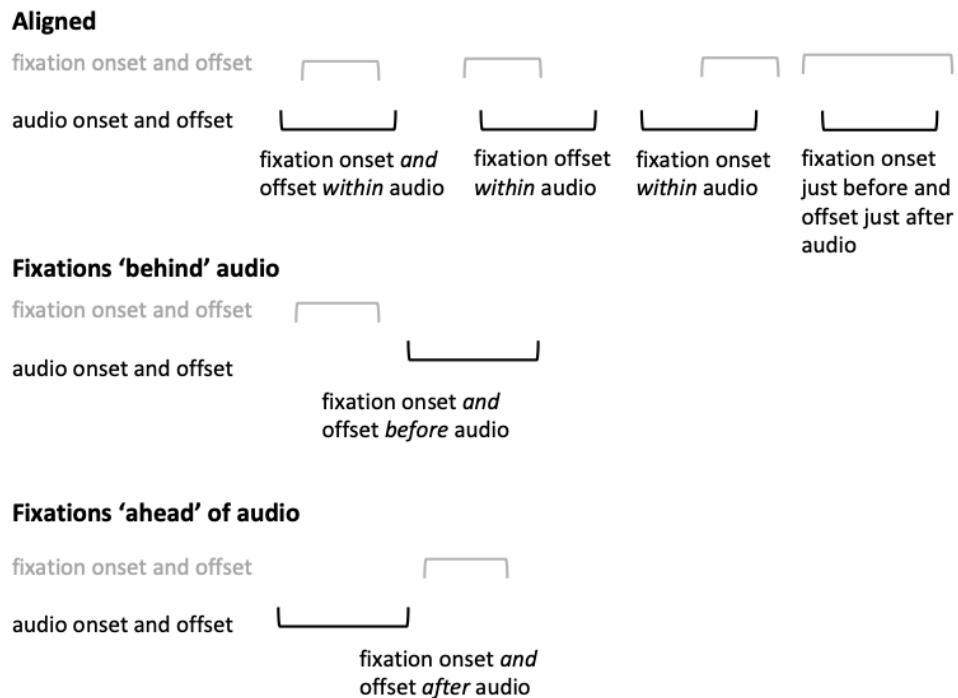 Aligned
fixation onset and offset
audio onset and offset
fixation onset and
offset within audio
fixation offset
within audio
fixation onset
within audio
fixation onset
just before and
offset just after
audio
Fixations ‘behind’ audio
fixation onset and offset
audio onset and offset
fixation onset and
offset before audio
Fixations ‘ahead’ of audio
fixation onset and offset
audio onset and offset
fixation onset and
offset after audio